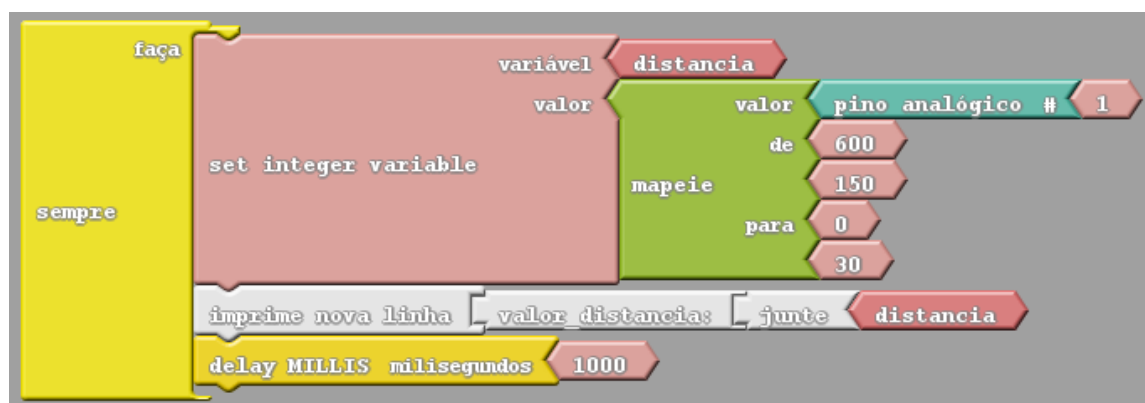 faça
variável distancia
valor valor pino analógico # 1
de 600
set integer variable
mapeie 150
sempre
para 0
30
imprime nova linha valor_distancia: junte distancia
delay MILLIS milisegundos 1000